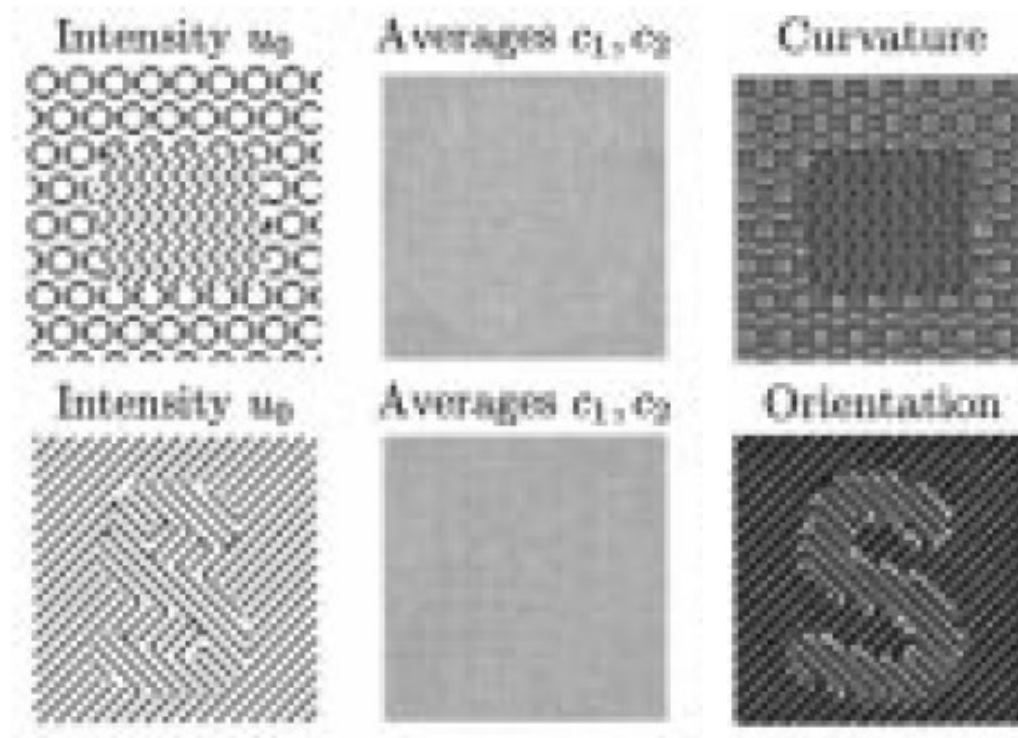 Intensity u₀ Averages c₁, c₂ Curvature
Intensity u₀ Averages c₁, c₂ Orientation